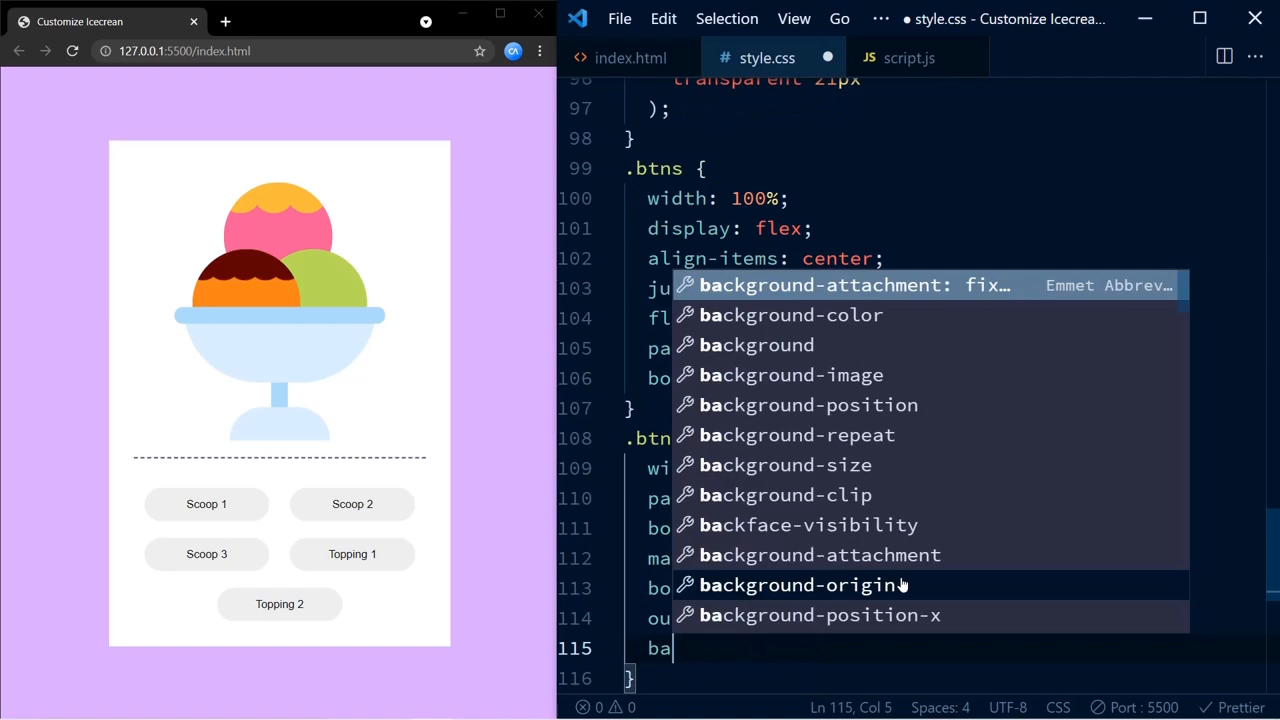 Customize Icecrean
127.0.0.1:5500/index.html
Scoop 1
Scoop 2
Scoop 3
Topping 1
Topping 2
File Edit Selection View Go ··· ● style.css - Customize Icecrea...
<> index.html
# style.css ●
JS script.js
transparent 21px
97 );
98 }
99 .btns {
100 width: 100%;
101 display: flex;
102 align-items: center;
103 ju
104 fl
105 pa
106 bo
107 }
108 .btn
109 wi
110 pa
111 bo
112 ma
113 bo
114 ou
115 ba
116 }
background-attachment: fix… Emmet Abbrev…
background-color
background
background-image
background-position
background-repeat
background-size
background-clip
backface-visibility
background-attachment
background-origin
background-position-x
0 0 Ln 115, Col 5 Spaces: 4 UTF-8 CSS Port : 5500 Prettier